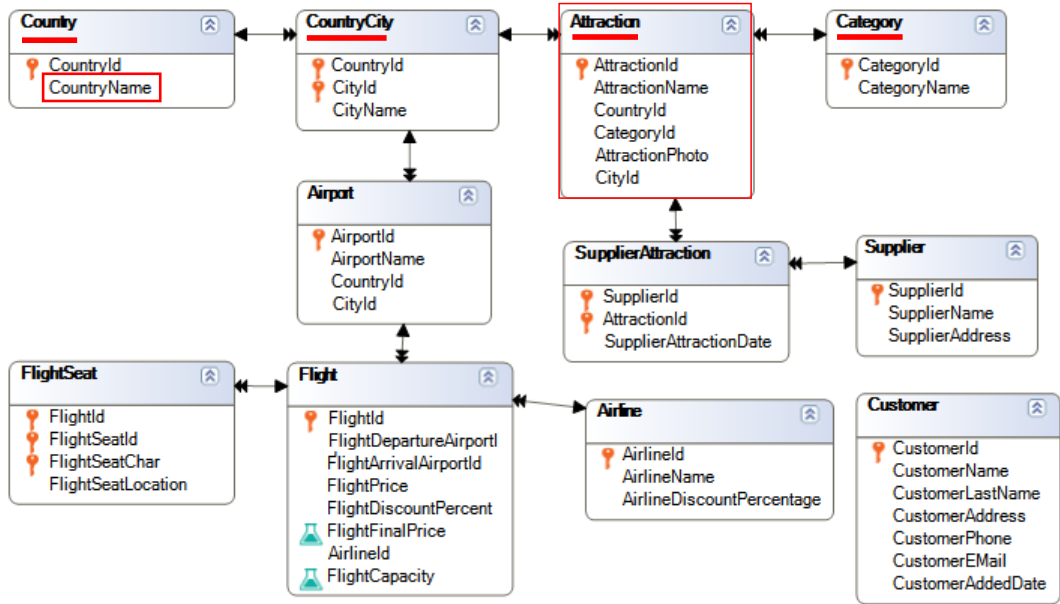 Country
CountryId
CountryName
CountryCity
CountryId
CityId
CityName
Attraction
AttractionId
AttractionName
CountryId
CategoryId
AttractionPhoto
CityId
Category
CategoryId
CategoryName
Airport
AirportId
AirportName
CountryId
CityId
SupplierAttraction
SupplierId
AttractionId
SupplierAttractionDate
Supplier
SupplierId
SupplierName
SupplierAddress
FlightSeat
FlightId
FlightSeatId
FlightSeatChar
FlightSeatLocation
Flight
FlightId
FlightDepartureAirportI
FlightArrivalAirportId
FlightPrice
FlightDiscountPercent
FlightFinalPrice
AirlineId
FlightCapacity
Airline
AirlineId
AirlineName
AirlineDiscountPercentage
Customer
CustomerId
CustomerName
CustomerLastName
CustomerAddress
CustomerPhone
CustomerEMail
CustomerAddedDate